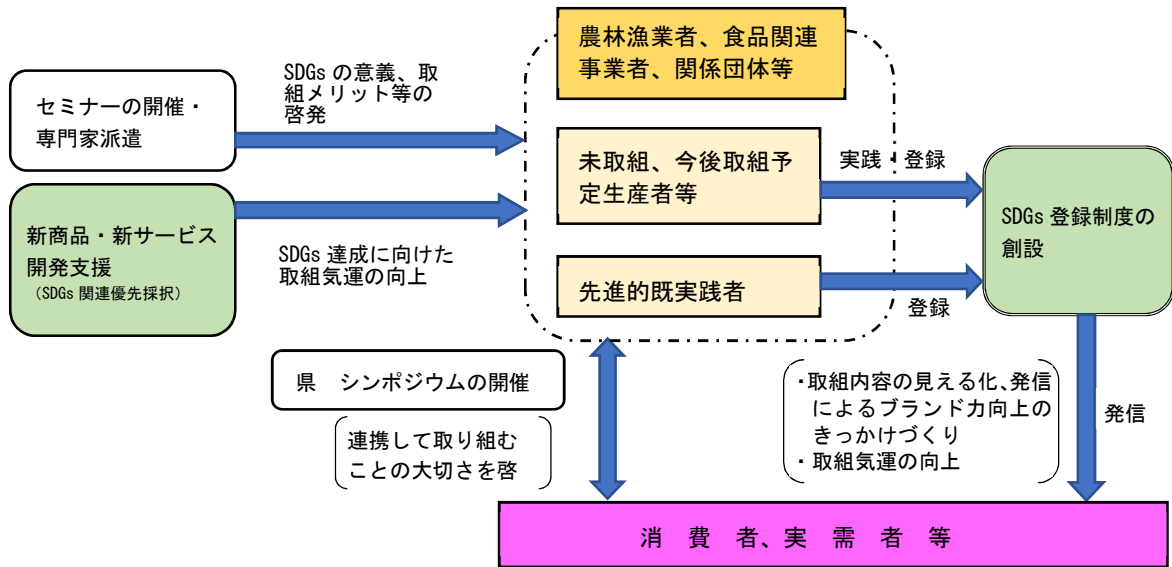 農林漁業者、食品関連
事業者、関係団体等
SDGs の意義、取
組メリット等の
啓発
セミナーの開催・
専門家派遣
未取組、今後取組予
定生産者等
実践・登録
SDGs 登録制度の
創設
新商品・新サービス
開発支援
（SDGs 関連優先採択）
SDGs 達成に向けた
取組気運の向上
先進的既実践者
登録
県　シンポジウムの開催
連携して取り組む
ことの大切さを啓
・取組内容の見える化、発信
によるブランド力向上の
きっかけづくり
・取組気運の向上
発信
消　費　者、実　需　者　等